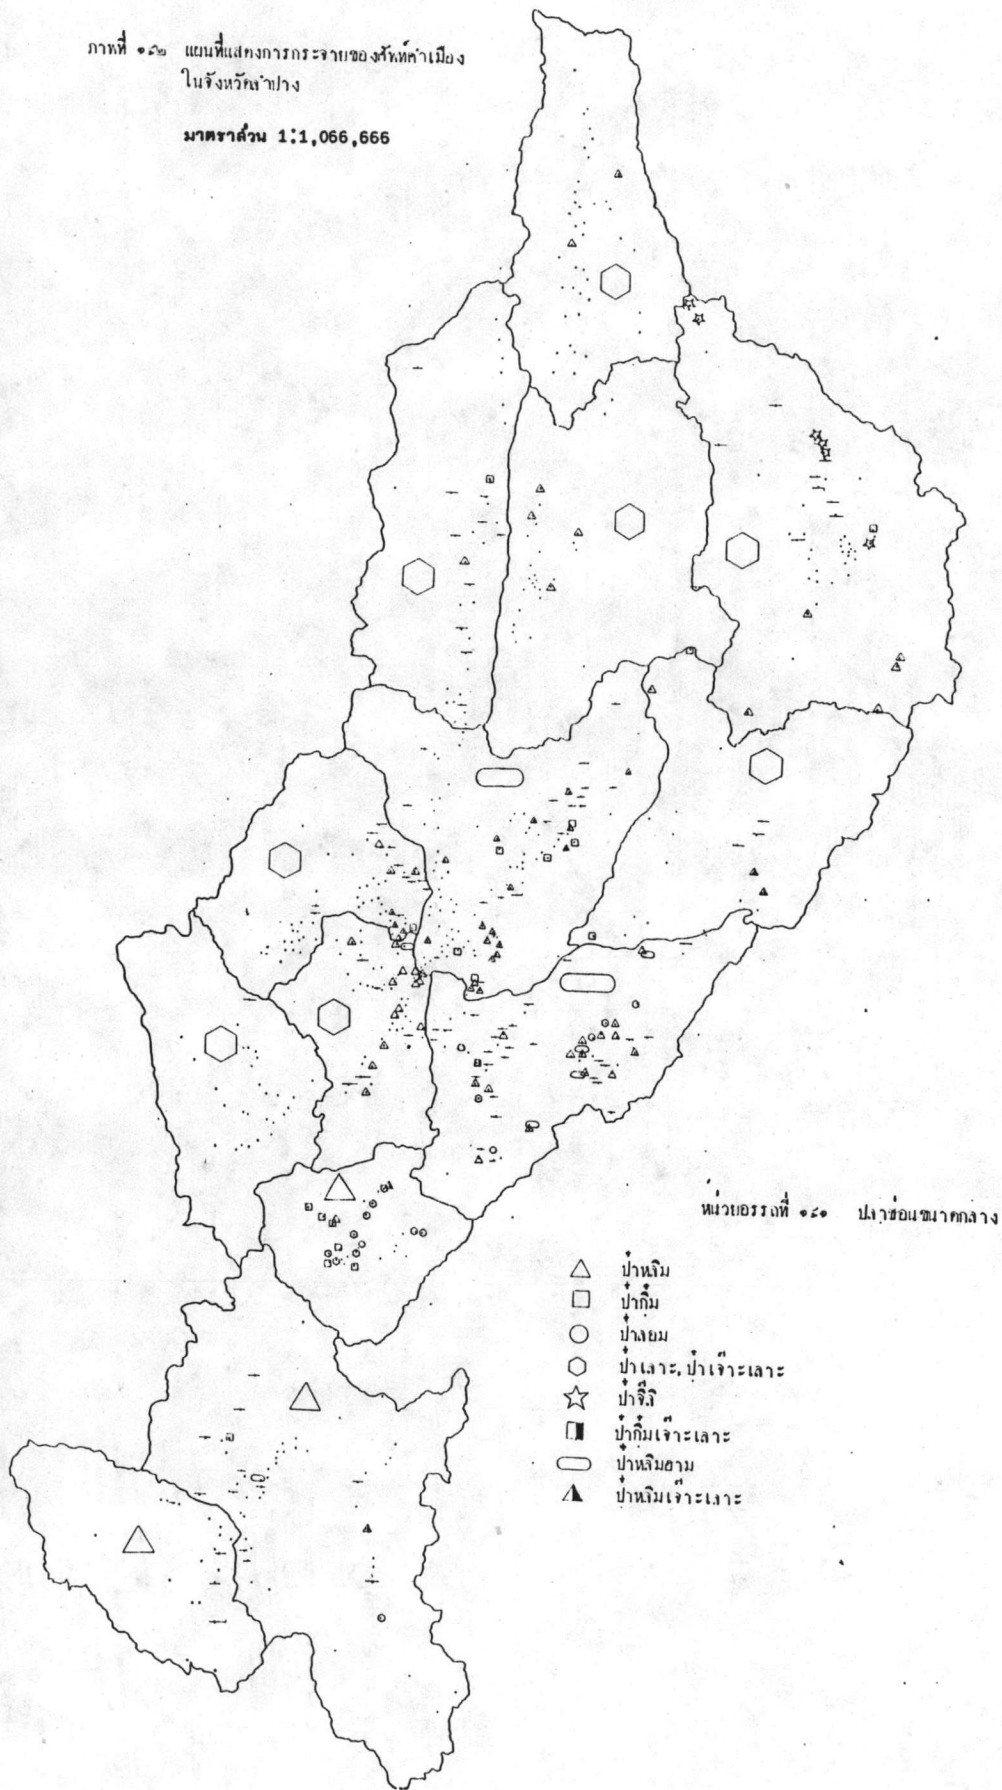 ภาพที่ ๑๔๒ แผนที่แสดงการกระจายของศัพท์คำเมือง
ในจังหวัดลำปาง
มาตราส่วน 1:1,066,666
หน่วยอรรถที่ ๑๔๑ ปลาช่อนขนาดกลาง
ป๋าหลิม
ป๋ากั๊ม
ป๋าลยม
ป๋าเลาะ, ป๋าเจ๊าะเลาะ
ป๋าจี๊ลิ
ป๋ากั๊มเจ๊าะเลาะ
ป๋าหลิมฮาม
ป๋าหลิมเจ๊าะเลาะ